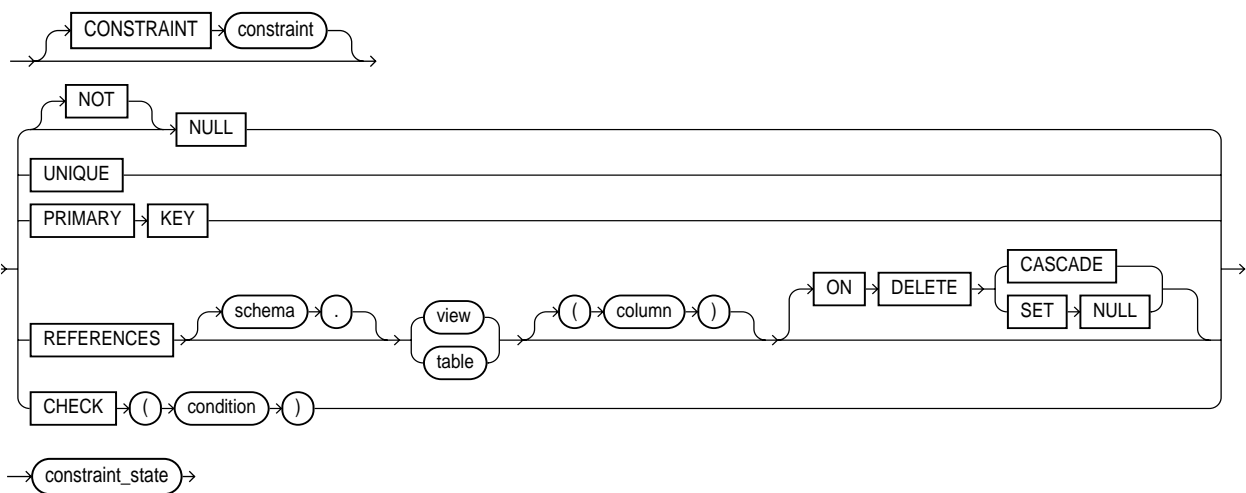 CONSTRAINT constraint
NOT
NULL
UNIQUE
PRIMARY KEY
ON DELETE CASCADE
SET NULL
REFERENCES schema . view ( column )
table
CHECK ( condition )
constraint_state